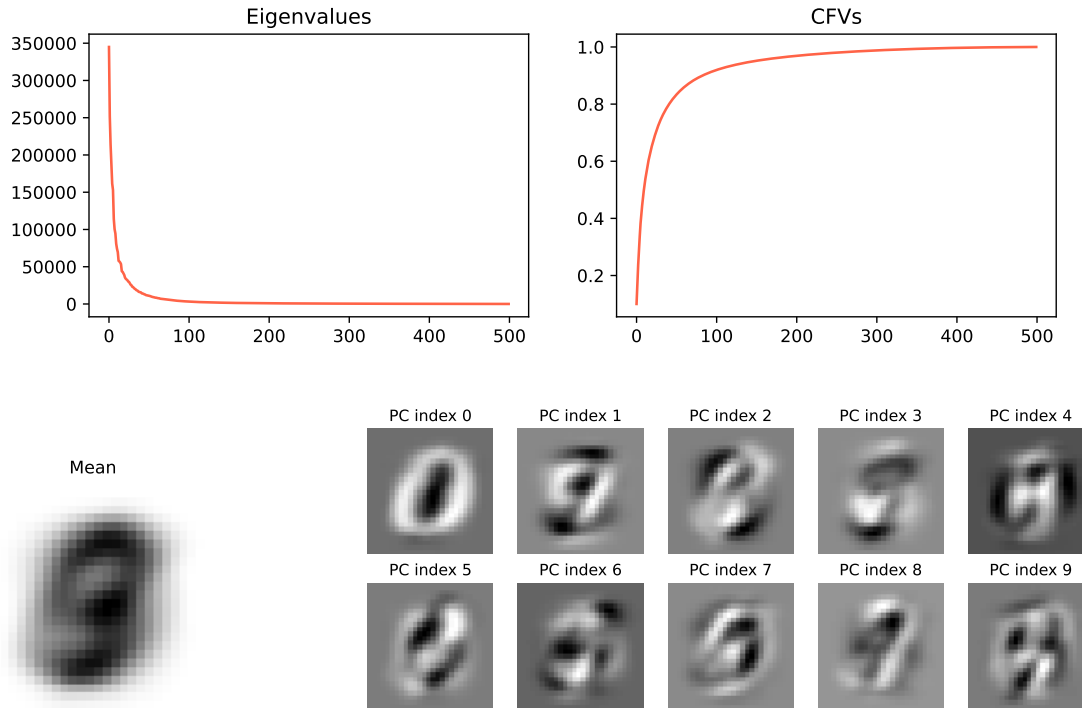 Eigenvalues
350000
300000
250000
200000
150000
100000
50000
0
0 100 200 300 400 500
CFVs
1.0
0.8
0.6
0.4
0.2
0 100 200 300 400 500
Mean
PC index 0 PC index 1 PC index 2 PC index 3 PC index 4
PC index 5 PC index 6 PC index 7 PC index 8 PC index 9